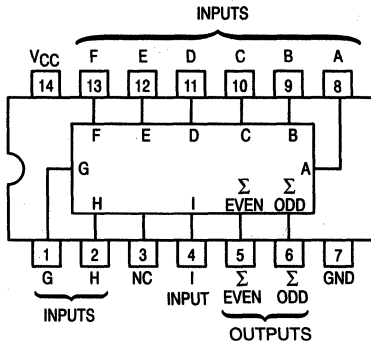 INPUTS
VCC F E D C B A
14 13 12 11 10 9 8
F E D C B
G A
Σ Σ
H I EVEN ODD
1 2 3 4 5 6 7
G H NC I Σ Σ GND
INPUT EVEN ODD
INPUTS OUTPUTS